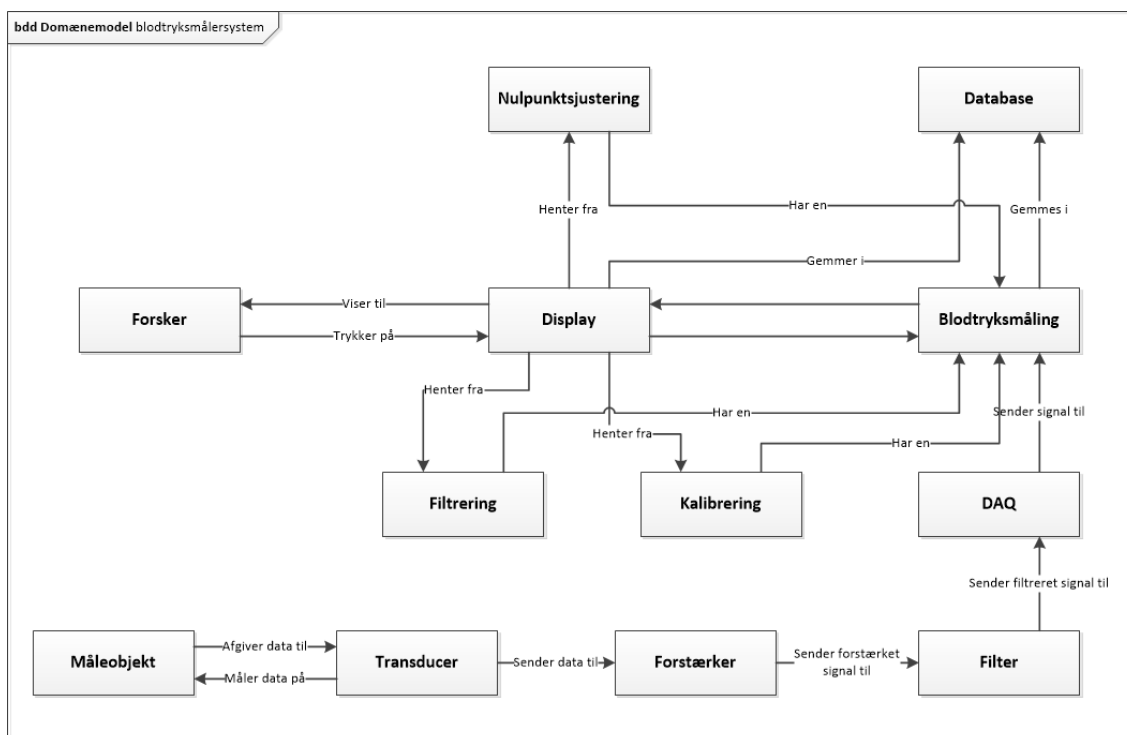 bdd Domænemodel blodtryksmålersystem
Nulpunktsjustering
Database
Henter fra
Har en
Gemmes i
Gemmer i
Forsker
Viser til
Trykker på
Display
Blodtryksmåling
Henter fra
Har en
Henter fra
Har en
Sender signal til
Filtrering
Kalibrering
DAQ
Sender filtreret signal til
Måleobjekt
Afgiver data til
Måler data på
Transducer
Sender data til
Forstærker
Sender forstærket
signal til
Filter